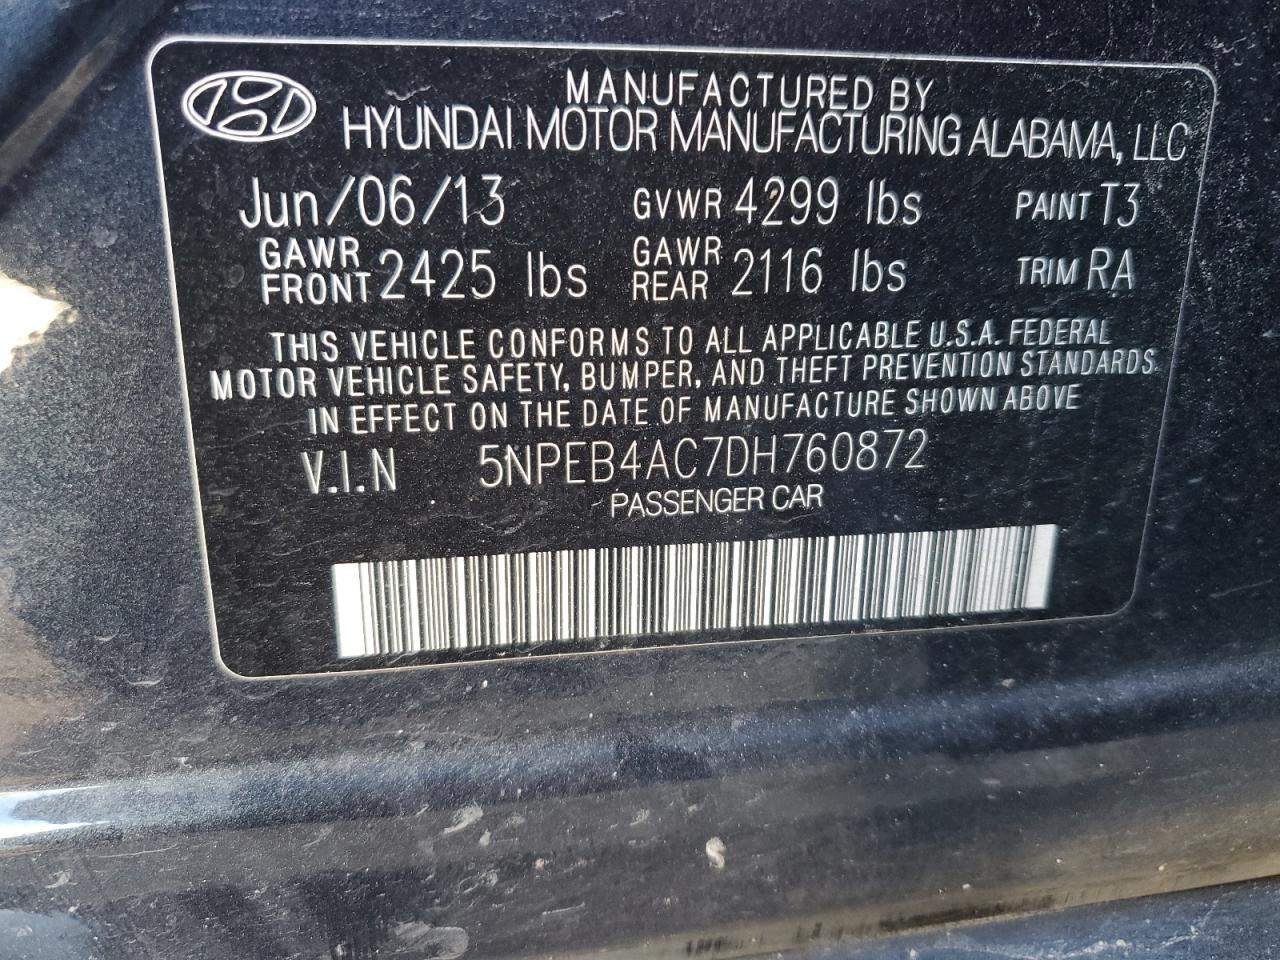 MANUFACTURED BY
HYUNDAI MOTOR MANUFACTURING ALABAMA, LLC
Jun/06/13 GVWR 4299 lbs PAINT T3
GAWR FRONT 2425 lbs GAWR REAR 2116 lbs TRIM RA
THIS VEHICLE CONFORMS TO ALL APPLICABLE U.S.A. FEDERAL
MOTOR VEHICLE SAFETY, BUMPER, AND THEFT PREVENTION STANDARDS
IN EFFECT ON THE DATE OF MANUFACTURE SHOWN ABOVE
V.I.N 5NPEB4AC7DH760872
PASSENGER CAR